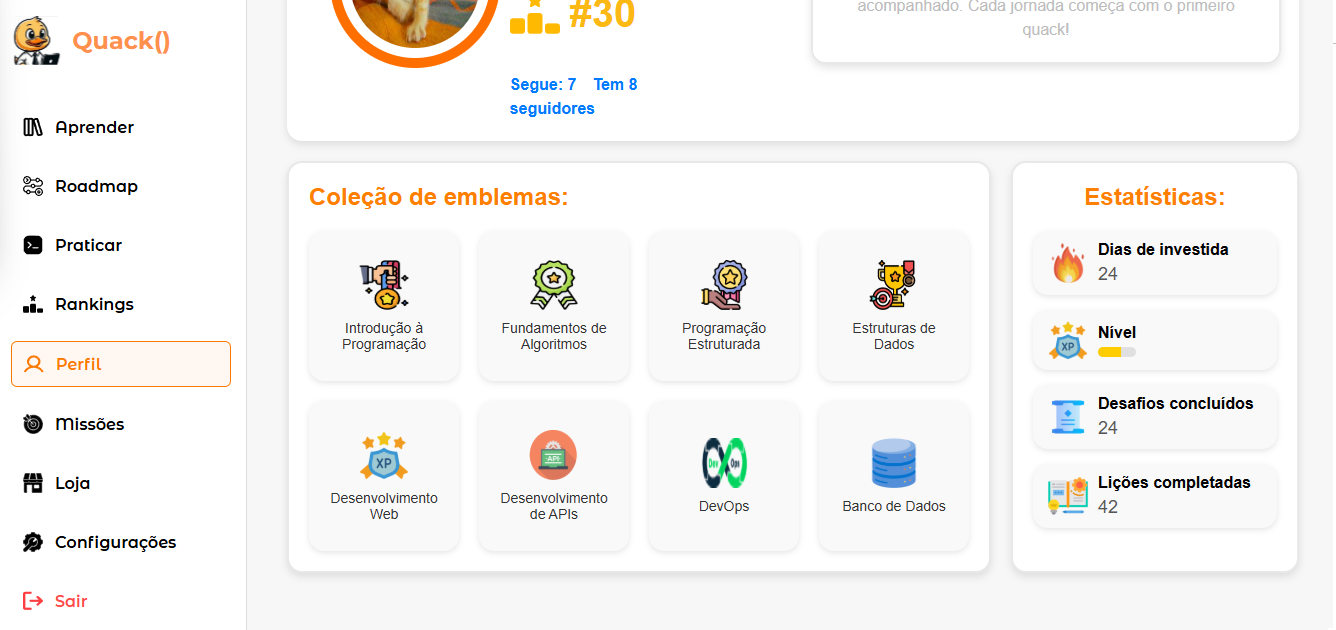 Quack()
Aprender
Roadmap
Praticar
Rankings
Perfil
Missões
Loja
Configurações
Sair
#30
Segue: 7 Tem 8
seguidores
acompanhado. Cada jornada começa com o primeiro
quack!
Coleção de emblemas:
Introdução à
Programação
Fundamentos de
Algoritmos
Programação
Estruturada
Estruturas de
Dados
XP
Desenvolvimento
Web
API
Desenvolvimento
de APIs
Dev Ops
DevOps
Banco de Dados
Estatísticas:
Dias de investida
24
XP
Nível
Desafios concluídos
24
Lições completadas
42